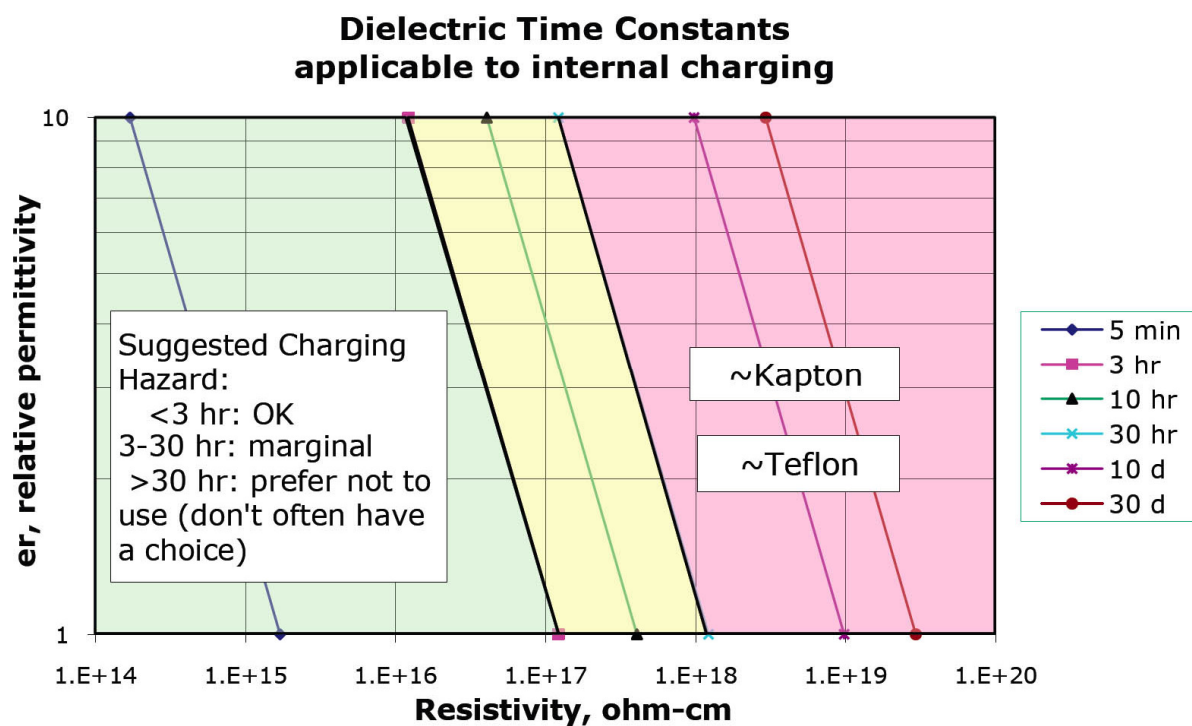 Dielectric Time Constants
applicable to internal charging
er, relative permittivity
10
1
Suggested Charging
Hazard:
<3 hr: OK
3-30 hr: marginal
>30 hr: prefer not to
use (don't often have
a choice)
~Kapton
~Teflon
5 min
3 hr
10 hr
30 hr
10 d
30 d
1.E+14 1.E+15 1.E+16 1.E+17 1.E+18 1.E+19 1.E+20
Resistivity, ohm-cm